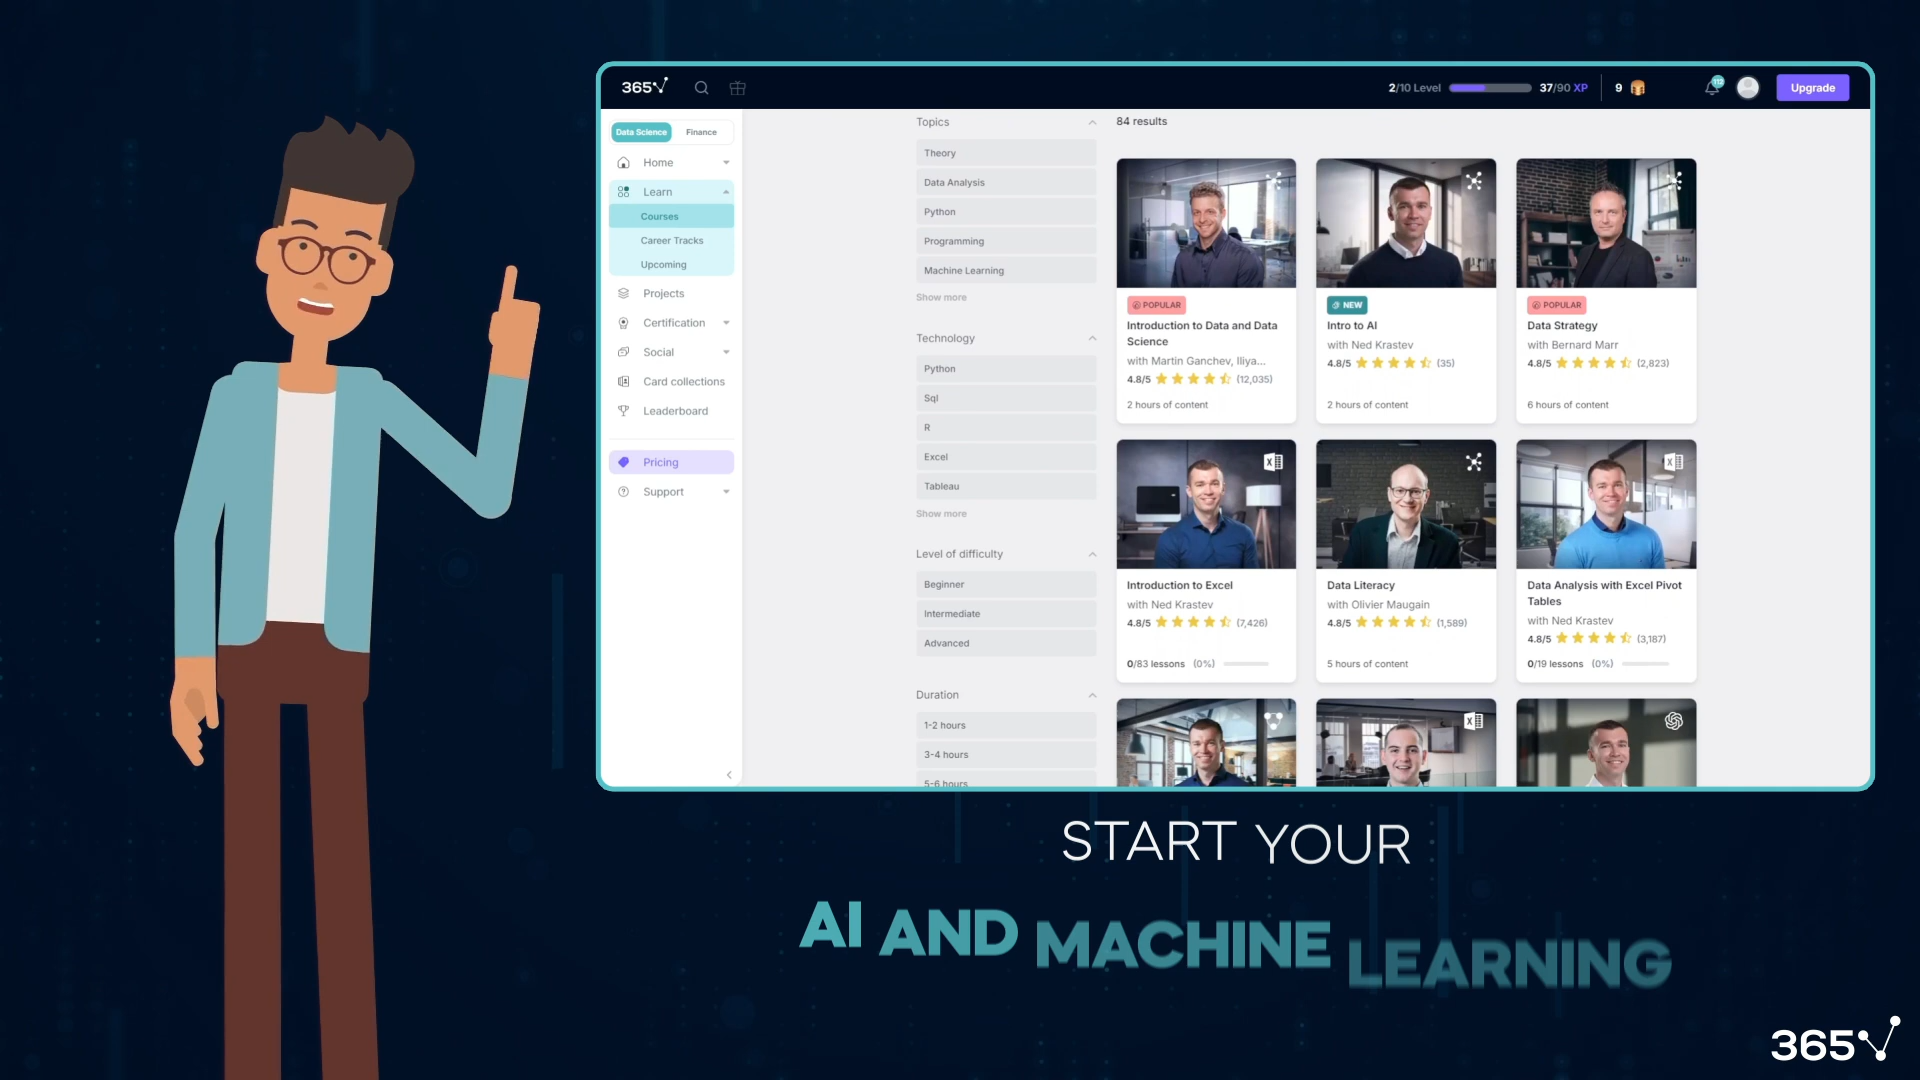 365
2/10 Level
37/90 XP
9
112
Upgrade
Data Science
Finance
Home
Learn
Courses
Career Tracks
Upcoming
Projects
Certification
Social
Card collections
Leaderboard
Pricing
Support
Topics
Theory
Data Analysis
Python
Programming
Machine Learning
Show more
Technology
Python
Sql
R
Excel
Tableau
Show more
Level of difficulty
Beginner
Intermediate
Advanced
Duration
1-2 hours
3-4 hours
5-6 hours
84 results
POPULAR
Introduction to Data and Data
Science
with Martin Ganchev, Iliya...
4.8/5 (12,035)
2 hours of content
NEW
Intro to AI
with Ned Krastev
4.8/5 (35)
2 hours of content
POPULAR
Data Strategy
with Bernard Marr
4.8/5 (2,823)
6 hours of content
Introduction to Excel
with Ned Krastev
4.8/5 (7,426)
0/83 lessons (0%)
Data Literacy
with Olivier Maugain
4.8/5 (1,589)
5 hours of content
Data Analysis with Excel Pivot
Tables
with Ned Krastev
4.8/5 (3,187)
0/19 lessons (0%)
START YOUR
AI AND MACHINE LEARNING
365